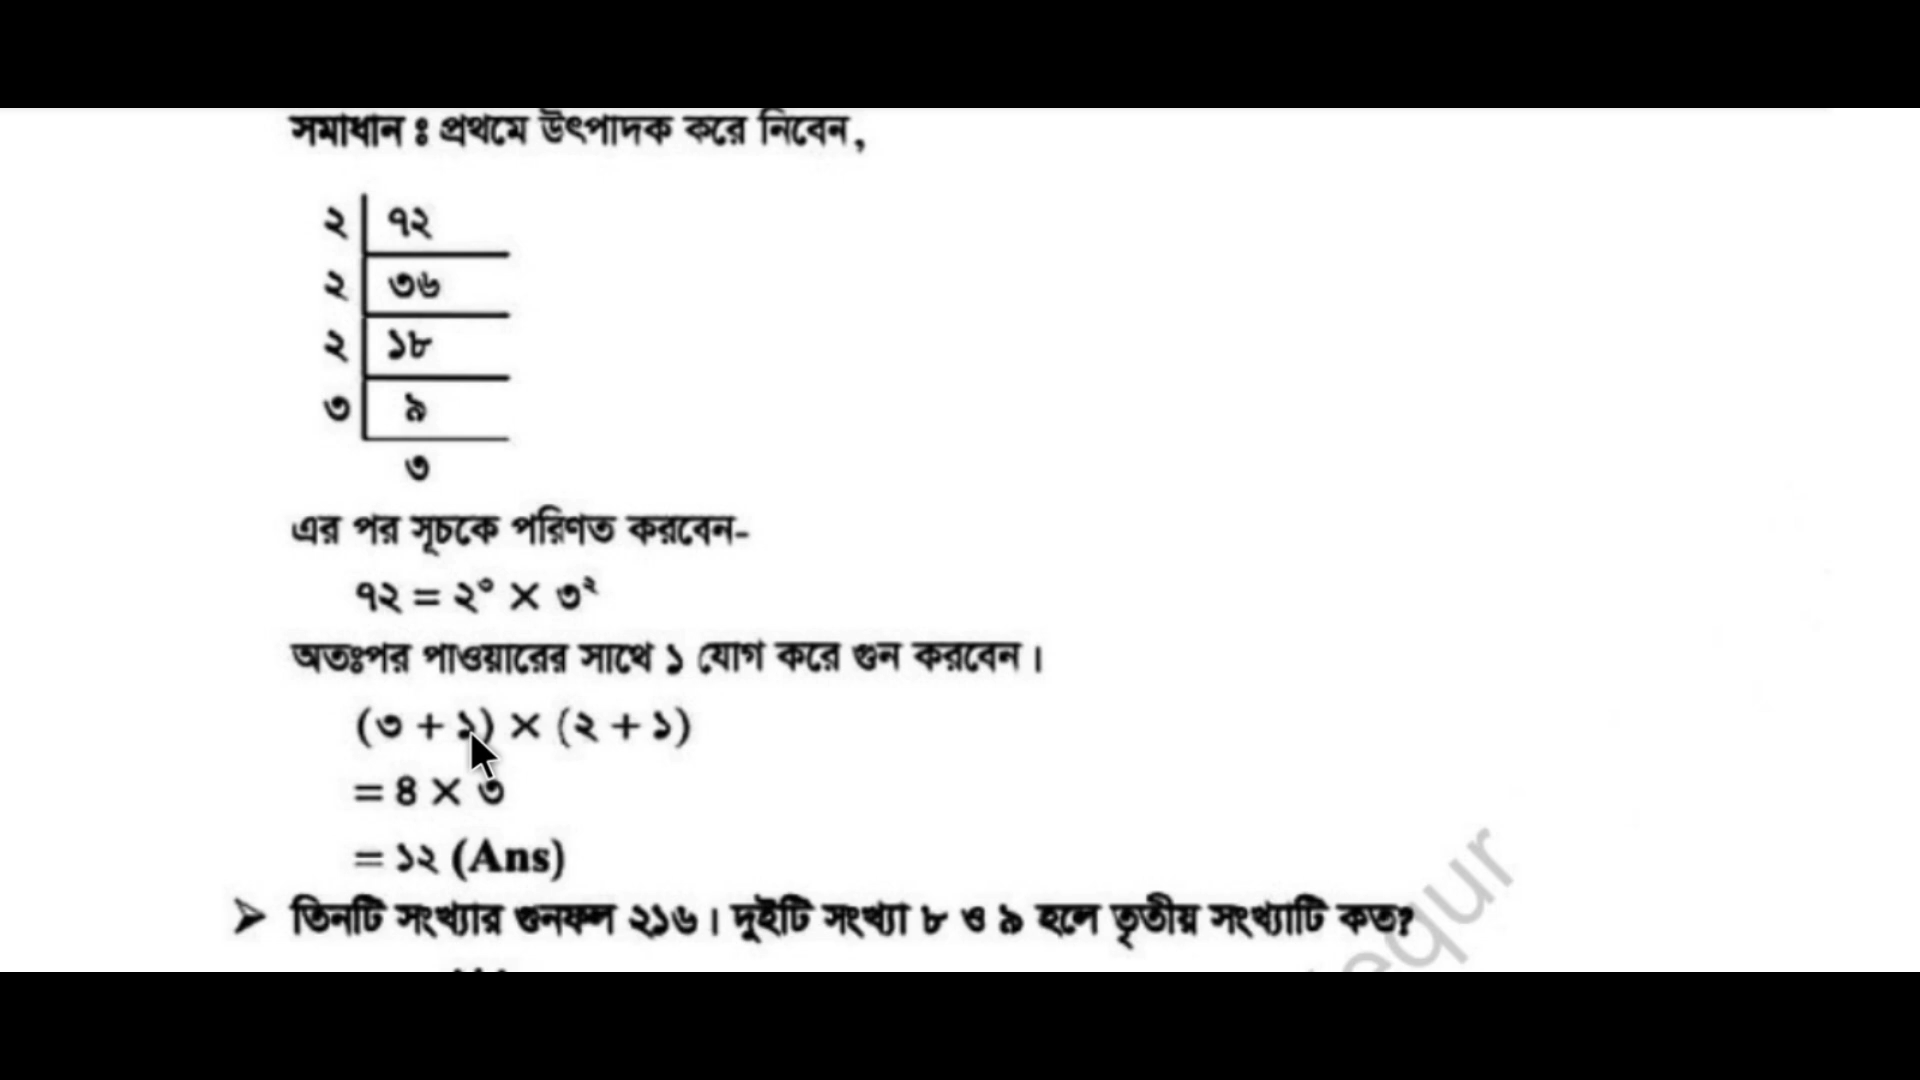 সমাধান ঃ প্রথমে উৎপাদক করে নিবেন,
২ | ৭২
২ | ৩৬
২ | ১৮
৩ | ৯
৩
এর পর সূচকে পরিণত করবেন-
৭২ = ২³ × ৩²
অতঃপর পাওয়ারের সাথে ১ যোগ করে গুন করবেন।
(৩ + ১) × (২ + ১)
= ৪ × ৩
= ১২ (Ans)
➢ তিনটি সংখ্যার গুনফল ২১৬। দুইটি সংখ্যা ৮ ও ৯ হলে তৃতীয় সংখ্যাটি কত?